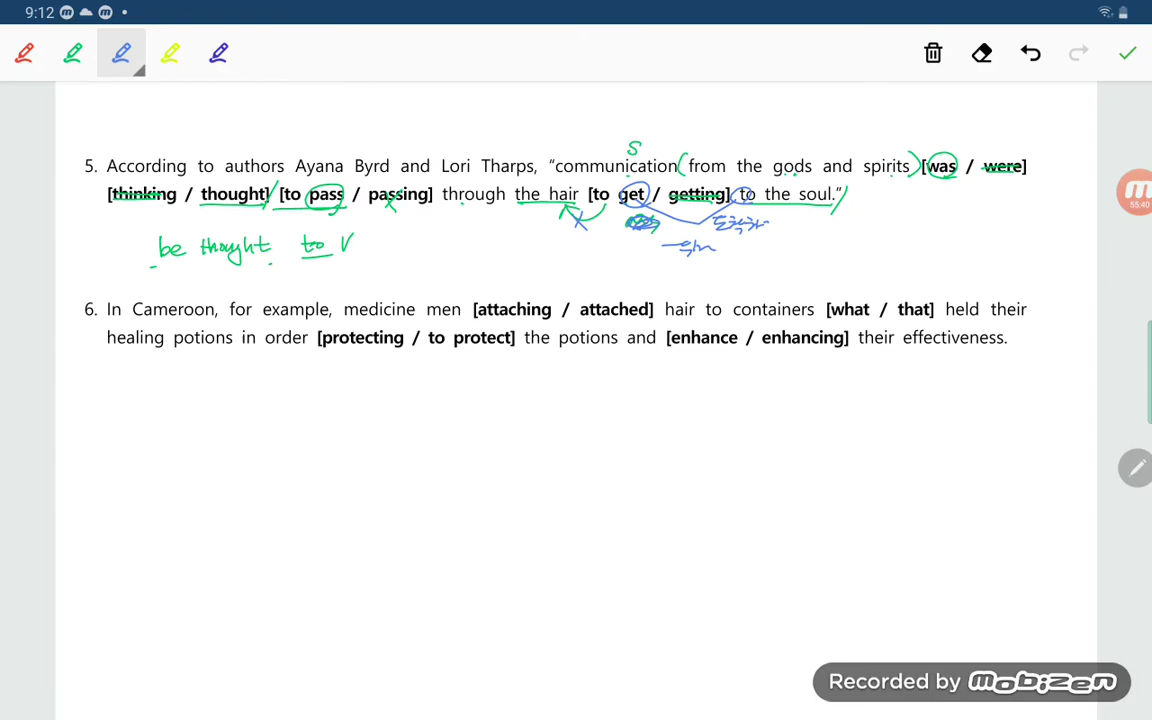 9:12
S
5. According to authors Ayana Byrd and Lori Tharps, “communication (from the gods and spirits) [was / were]
[thinking / thought] [to pass / passing] through the hair [to get / getting] to the soul.”
be thought to V
6. In Cameroon, for example, medicine men [attaching / attached] hair to containers [what / that] held their
healing potions in order [protecting / to protect] the potions and [enhance / enhancing] their effectiveness.
55:40
Recorded by mobizen